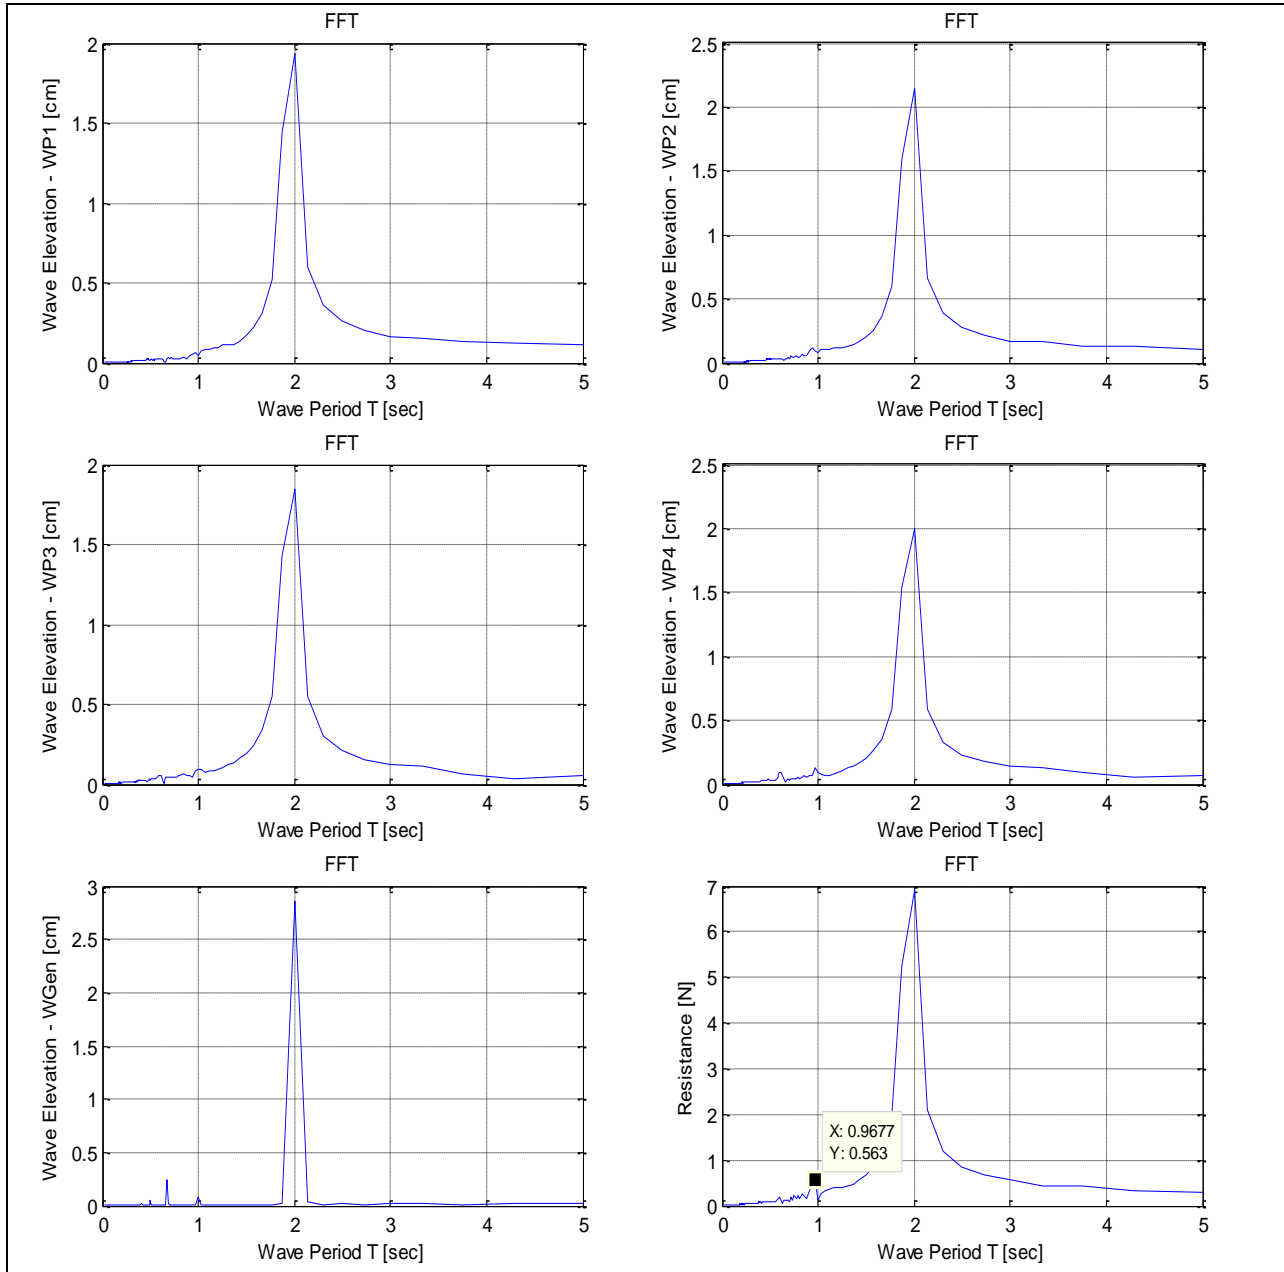 FFT
Wave Elevation - WP1 [cm]
2
1.5
1
0.5
0
0 1 2 3 4 5
Wave Period T [sec]
FFT
Wave Elevation - WP2 [cm]
2.5
2
1.5
1
0.5
0
0 1 2 3 4 5
Wave Period T [sec]
FFT
Wave Elevation - WP3 [cm]
2
1.5
1
0.5
0
0 1 2 3 4 5
Wave Period T [sec]
FFT
Wave Elevation - WP4 [cm]
2.5
2
1.5
1
0.5
0
0 1 2 3 4 5
Wave Period T [sec]
FFT
Wave Elevation - WGen [cm]
3
2.5
2
1.5
1
0.5
0
0 1 2 3 4 5
Wave Period T [sec]
FFT
Resistance [N]
7
6
5
4
3
2
1
0
X: 0.9677
Y: 0.563
0 1 2 3 4 5
Wave Period T [sec]